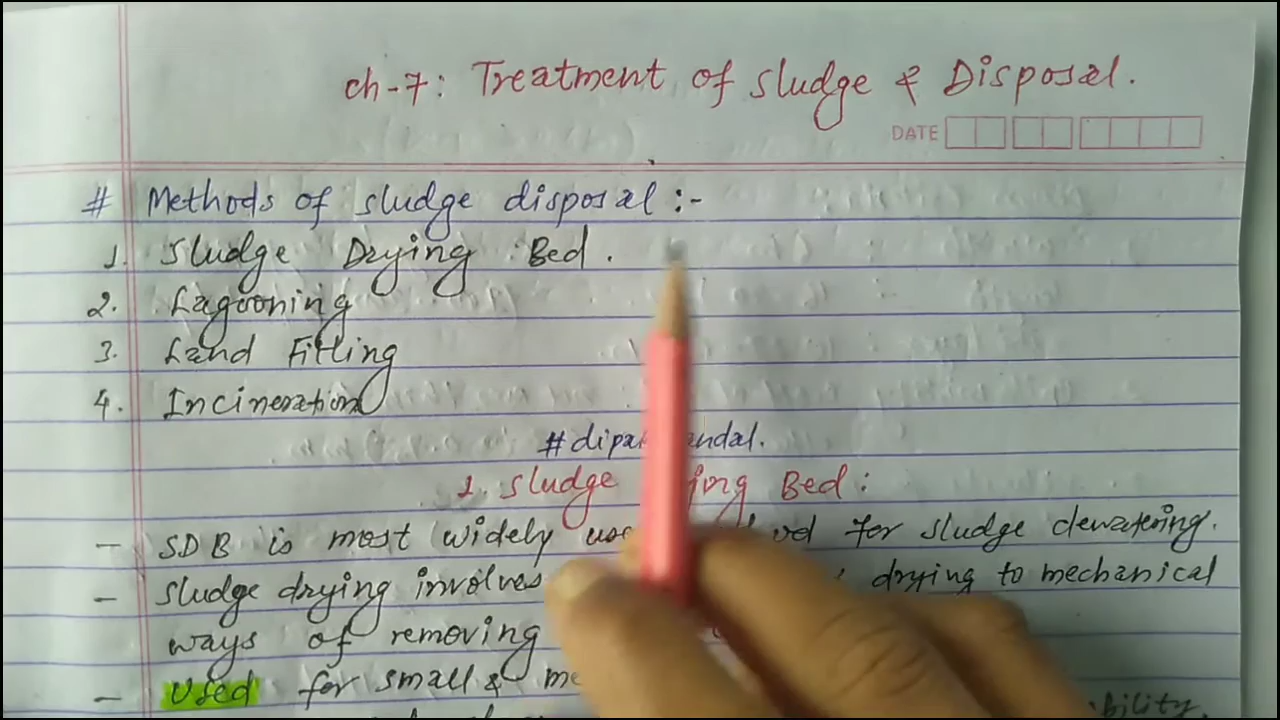 ch-7: Treatment of sludge & Disposal.
DATE
# Methods of sludge disposal :-
1. Sludge Drying Bed.
2. Lagooning
3. Land Filling
4. Incineration
1. Sludge Bed:
- SDB is most widely for sludge dewatering.
- Sludge drying involves drying to mechanical
ways of removing
- Used for small &